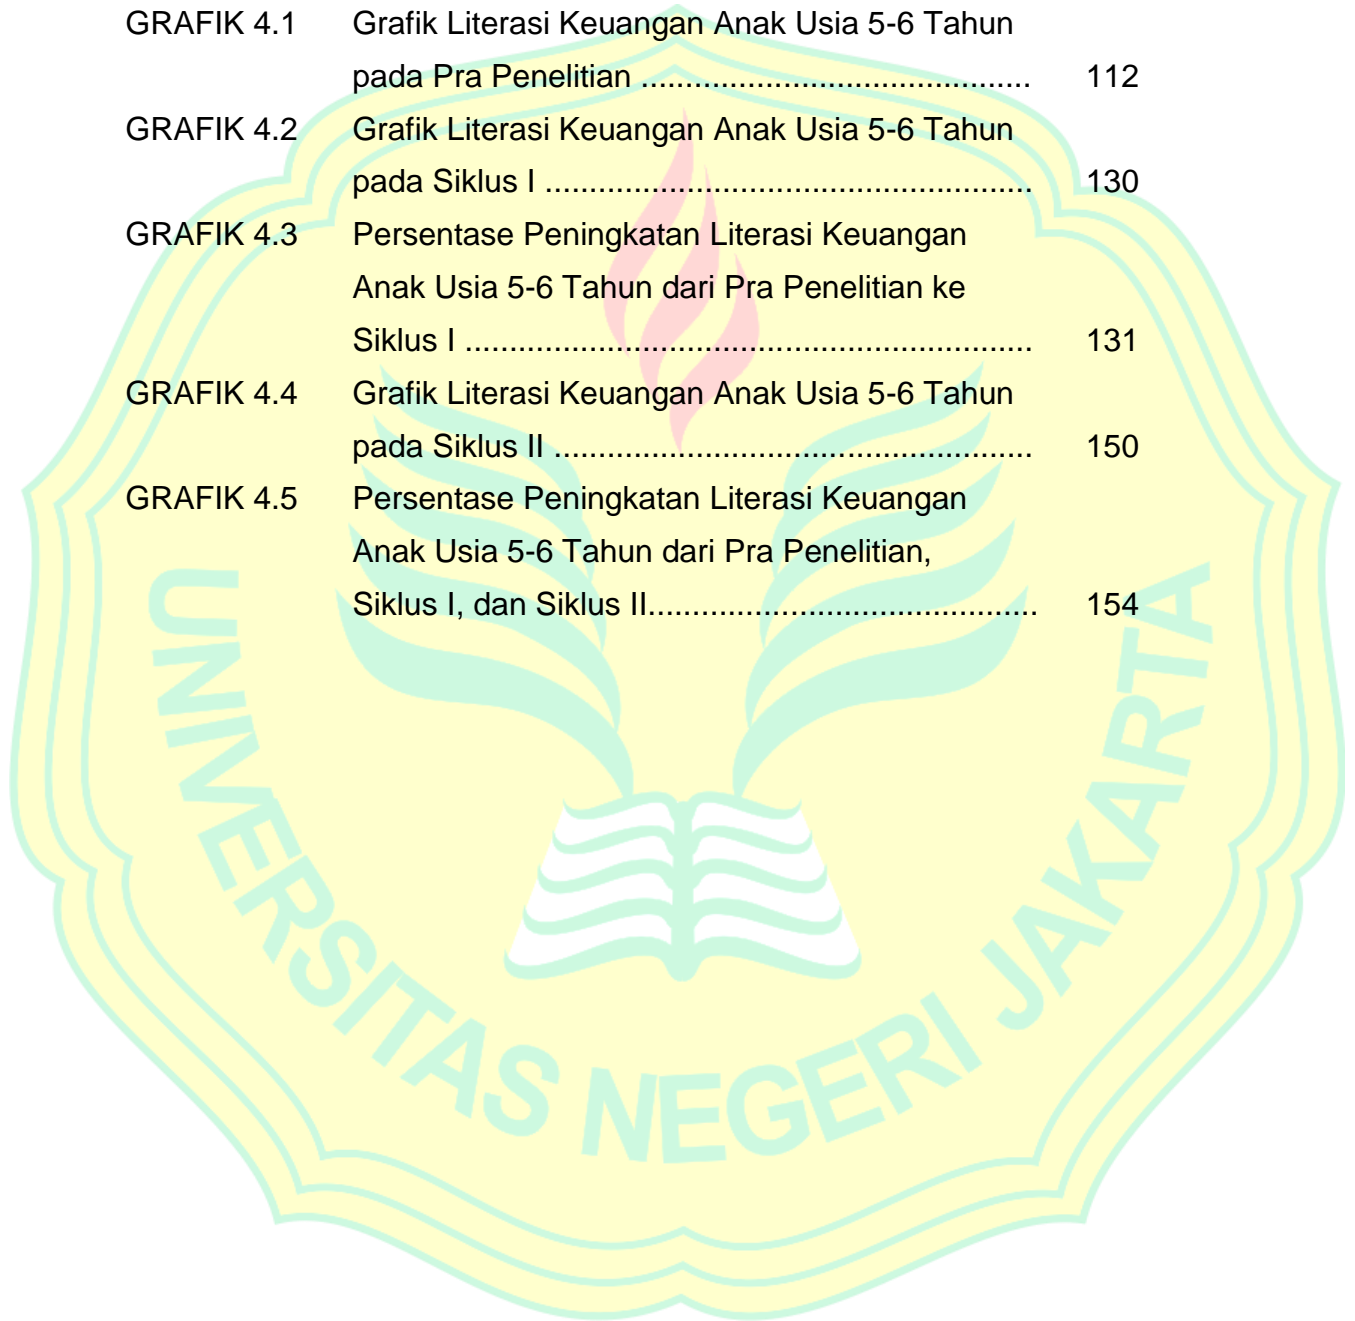 GRAFIK 4.1 Grafik Literasi Keuangan Anak Usia 5-6 Tahun
pada Pra Penelitian ............................................ 112
GRAFIK 4.2 Grafik Literasi Keuangan Anak Usia 5-6 Tahun
pada Siklus I ....................................................... 130
GRAFIK 4.3 Persentase Peningkatan Literasi Keuangan
Anak Usia 5-6 Tahun dari Pra Penelitian ke
Siklus I ................................................................ 131
GRAFIK 4.4 Grafik Literasi Keuangan Anak Usia 5-6 Tahun
pada Siklus II ...................................................... 150
GRAFIK 4.5 Persentase Peningkatan Literasi Keuangan
Anak Usia 5-6 Tahun dari Pra Penelitian,
Siklus I, dan Siklus II............................................ 154
UNIVERSITAS NEGERI JAKARTA